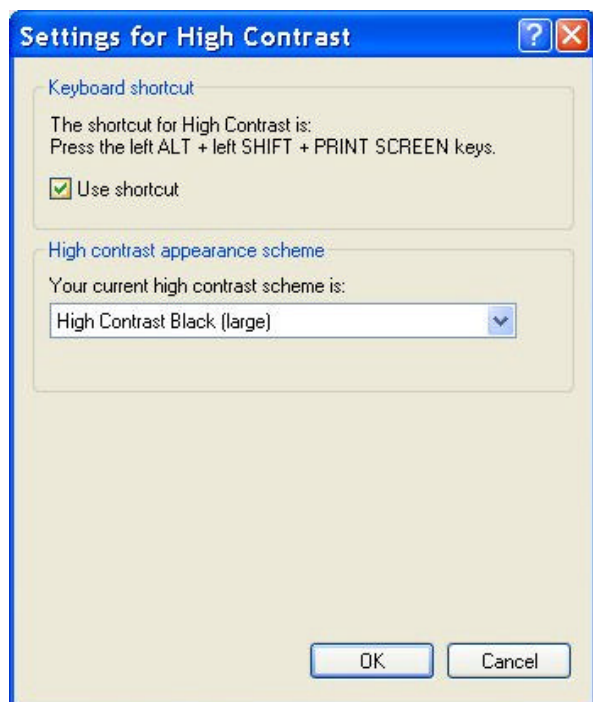 Settings for High Contrast
Keyboard shortcut
The shortcut for High Contrast is:
Press the left ALT + left SHIFT + PRINT SCREEN keys.
Use shortcut
High contrast appearance scheme
Your current high contrast scheme is:
High Contrast Black (large)
OK Cancel